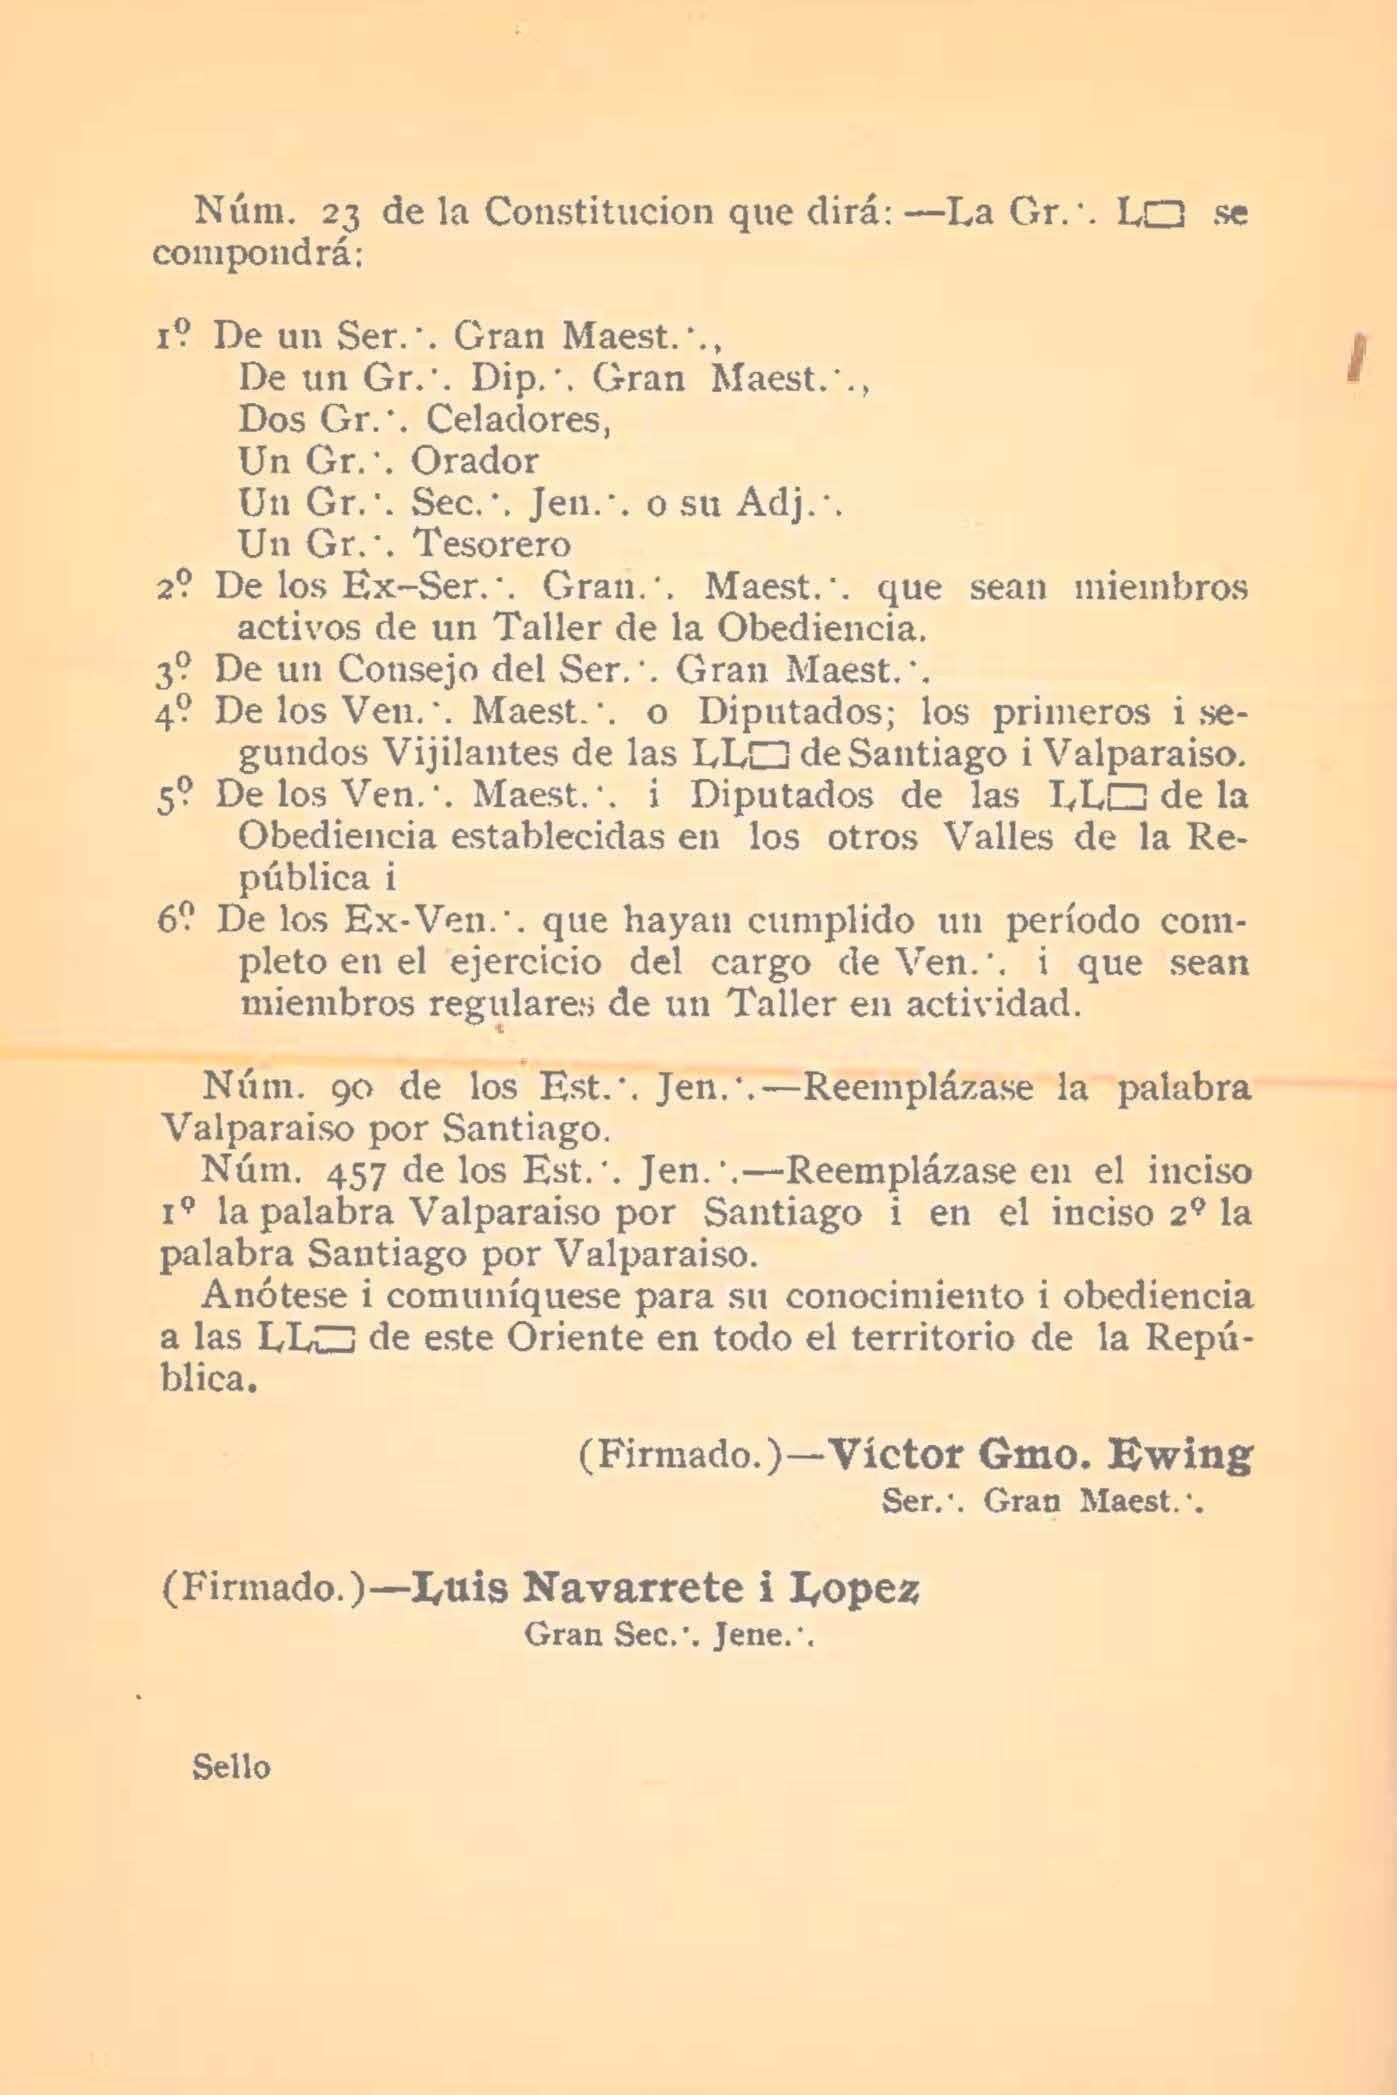 Núm. 23 de la Constitucion que dirá: —La Gr.·. L▭ se
compondrá:
1º De un Ser.·. Gran Maest.·.,
De un Gr.·. Dip.·. Gran Maest.·.,
Dos Gr.·. Celadores,
Un Gr.·. Orador
Un Gr.·. Sec.·. Jen.·. o su Adj.·.
Un Gr.·. Tesorero
2º De los Ex–Ser.·. Gran.·. Maest.·. que sean miembros
activos de un Taller de la Obediencia.
3º De un Consejo del Ser.·. Gran Maest.·.
4º De los Ven.·. Maest.·. o Diputados; los primeros i se-
gundos Vijilantes de las LL▭ de Santiago i Valparaiso.
5º De los Ven.·. Maest.·. i Diputados de las LL▭ de la
Obediencia establecidas en los otros Valles de la Re-
pública i
6º De los Ex-Ven.·. que hayan cumplido un período com-
pleto en el ejercicio del cargo de Ven.·. i que sean
miembros regulares de un Taller en actividad.
Núm. 90 de los Est.·. Jen.·.—Reemplázase la palabra
Valparaiso por Santiago.
Núm. 457 de los Est.·. Jen.·.—Reemplázase en el inciso
1º la palabra Valparaiso por Santiago i en el inciso 2º la
palabra Santiago por Valparaiso.
Anótese i comuníquese para su conocimiento i obediencia
a las LL▭ de este Oriente en todo el territorio de la Repú-
blica.
(Firmado.)—Víctor Gmo. Ewing
Ser.·. Gran Maest.·.
(Firmado.)—Luis Navarrete i Lopez
Gran Sec.·. Jene.·.
Sello